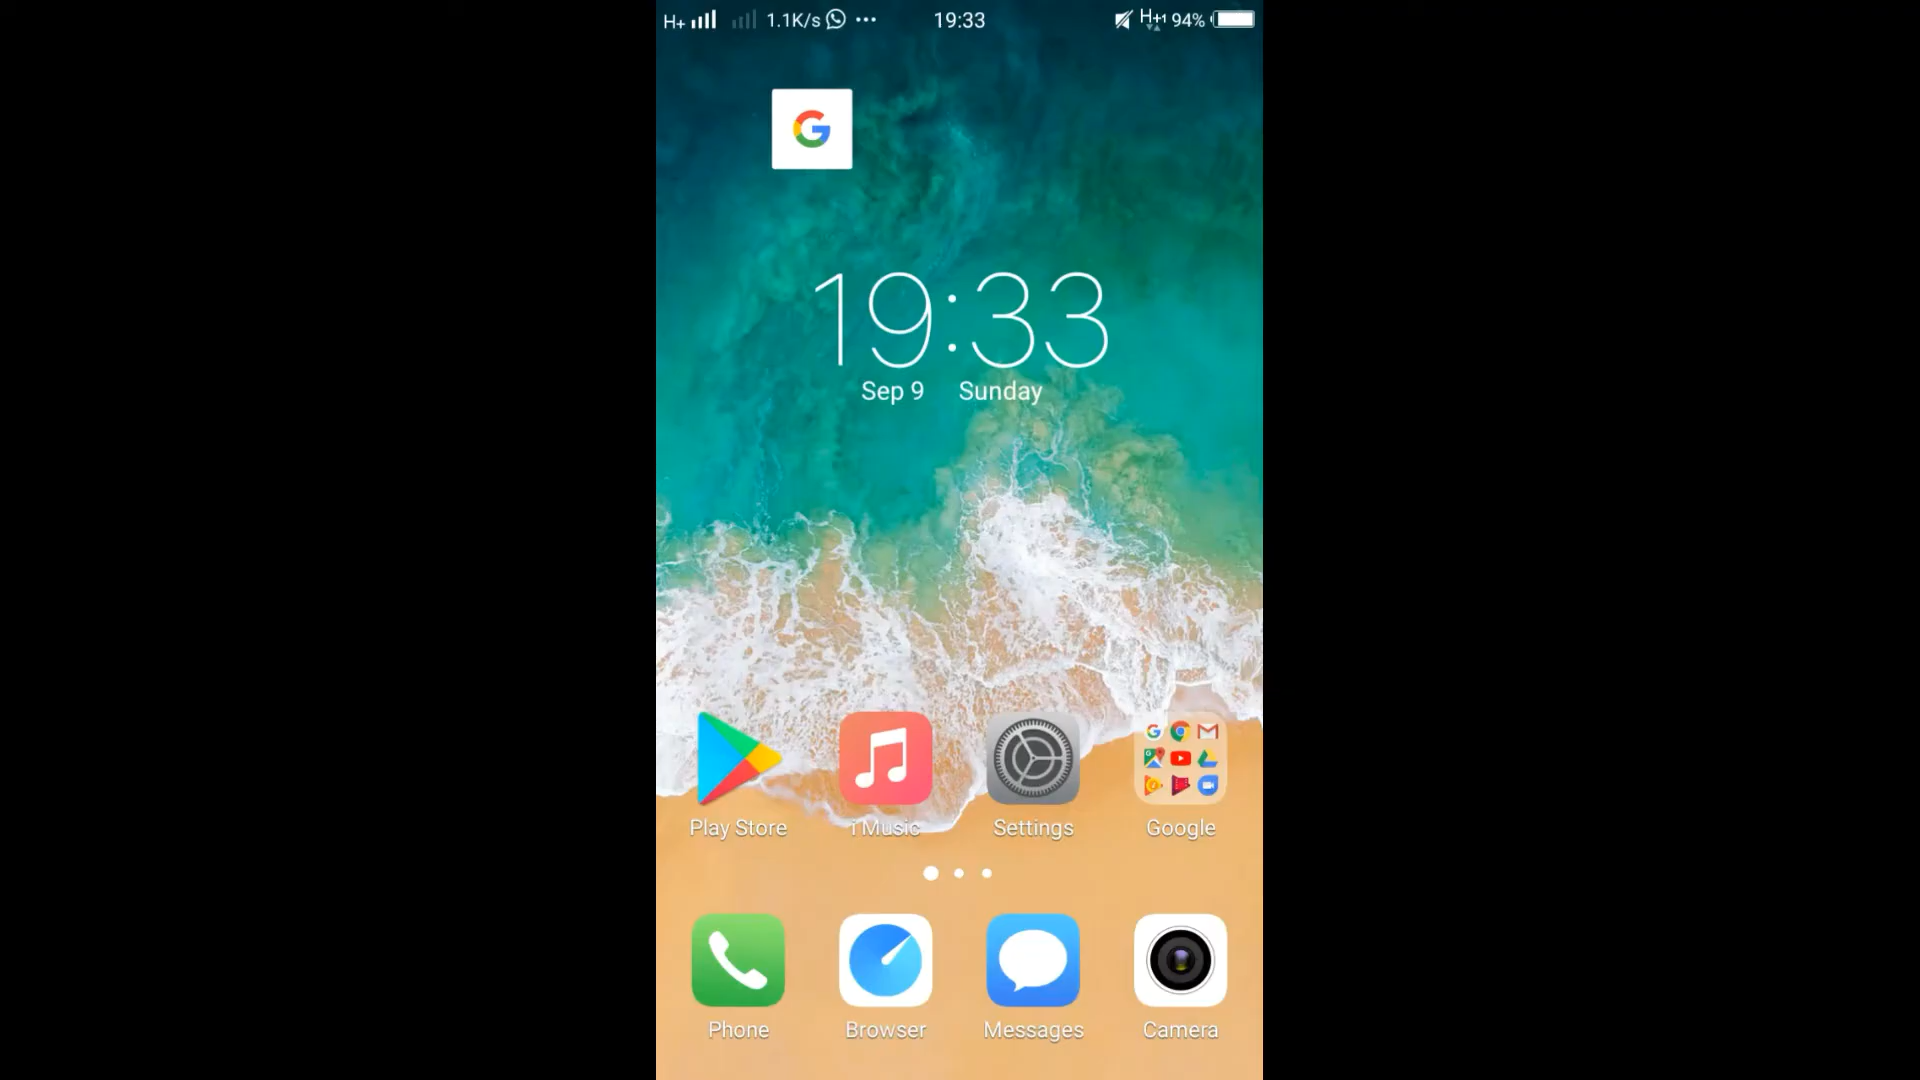 H+ 1.1K/s 19:33 H+1 94%
G
19:33
Sep 9 Sunday
Play Store i Music Settings Google
Phone Browser Messages Camera